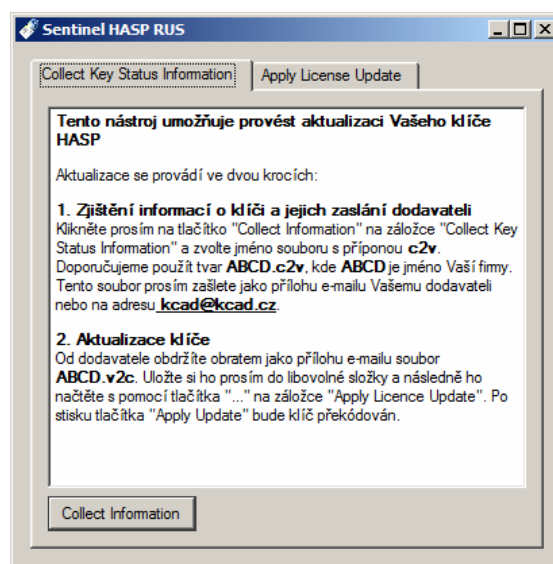 Sentinel HASP RUS
Collect Key Status Information
Apply License Update
Tento nástroj umožňuje provést aktualizaci Vašeho klíče
HASP
Aktualizace se provádí ve dvou krocích:
1. Zjištění informací o klíči a jejich zaslání dodavateli
Klikněte prosím na tlačítko "Collect Information" na záložce "Collect Key
Status Information" a zvolte jméno souboru s příponou c2v.
Doporučujeme použít tvar ABCD.c2v, kde ABCD je jméno Vaší firmy.
Tento soubor prosím zašlete jako přílohu e-mailu Vašemu dodavateli
nebo na adresu kcad@kcad.cz.
2. Aktualizace klíče
Od dodavatele obdržíte obratem jako přílohu e-mailu soubor
ABCD.v2c. Uložte si ho prosím do libovolné složky a následně ho
načtěte s pomocí tlačítka "..." na záložce "Apply Licence Update". Po
stisku tlačítka "Apply Update" bude klíč překódován.
Collect Information